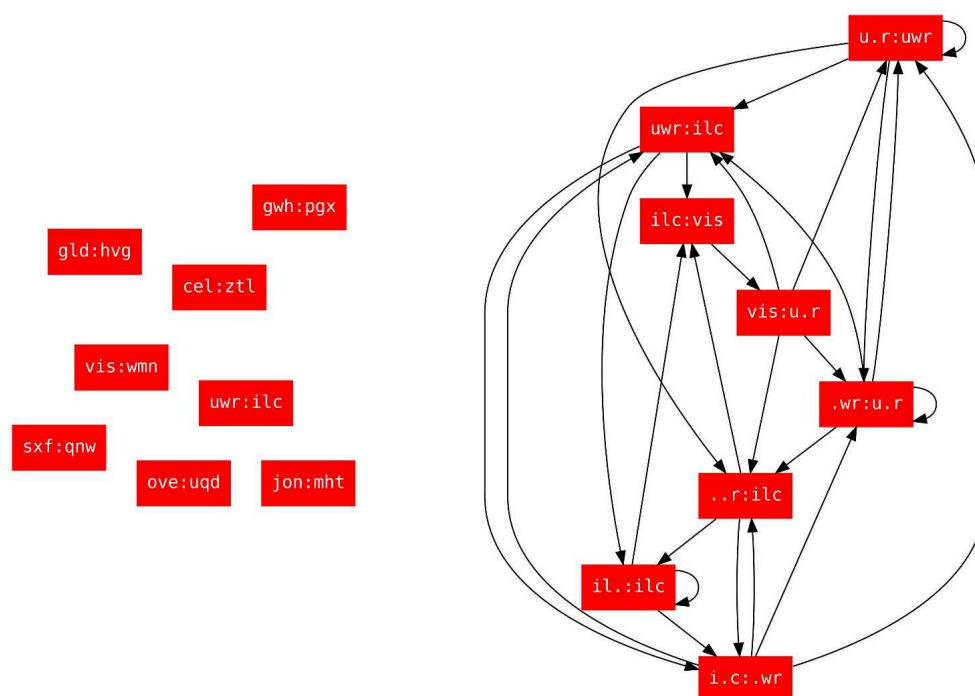 gwh:pgx
gld:hvg
cel:ztl
vis:wmn
uwr:ilc
sxf:qnw
ove:uqd
jon:mht
u.r:uwr
uwr:ilc
ilc:vis
vis:u.r
.wr:u.r
..r:ilc
il.:ilc
i.c:.wr